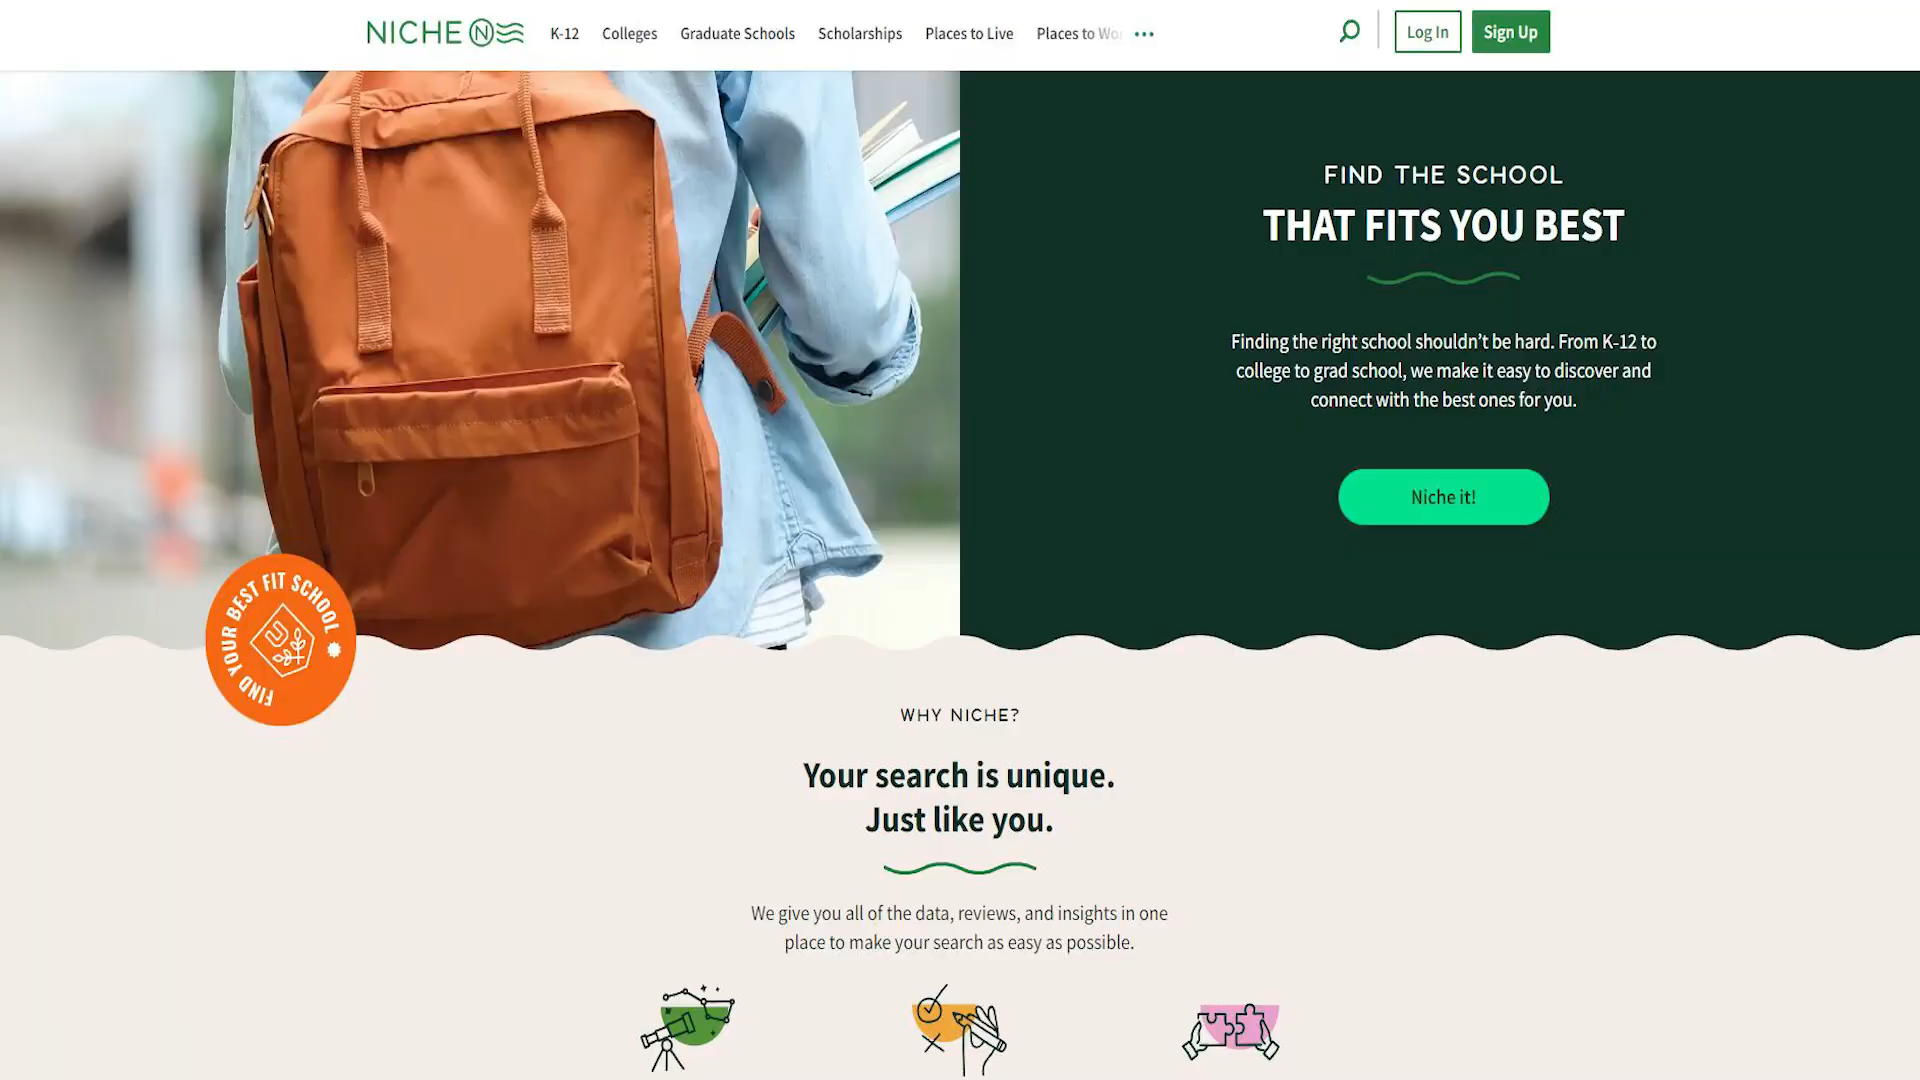 NICHE N
K-12
Colleges
Graduate Schools
Scholarships
Places to Live
Places to Wo
Log In
Sign Up
FIND THE SCHOOL
THAT FITS YOU BEST
Finding the right school shouldn’t be hard. From K-12 to
college to grad school, we make it easy to discover and
connect with the best ones for you.
Niche it!
FIND YOUR BEST FIT SCHOOL
WHY NICHE?
Your search is unique.
Just like you.
We give you all of the data, reviews, and insights in one
place to make your search as easy as possible.